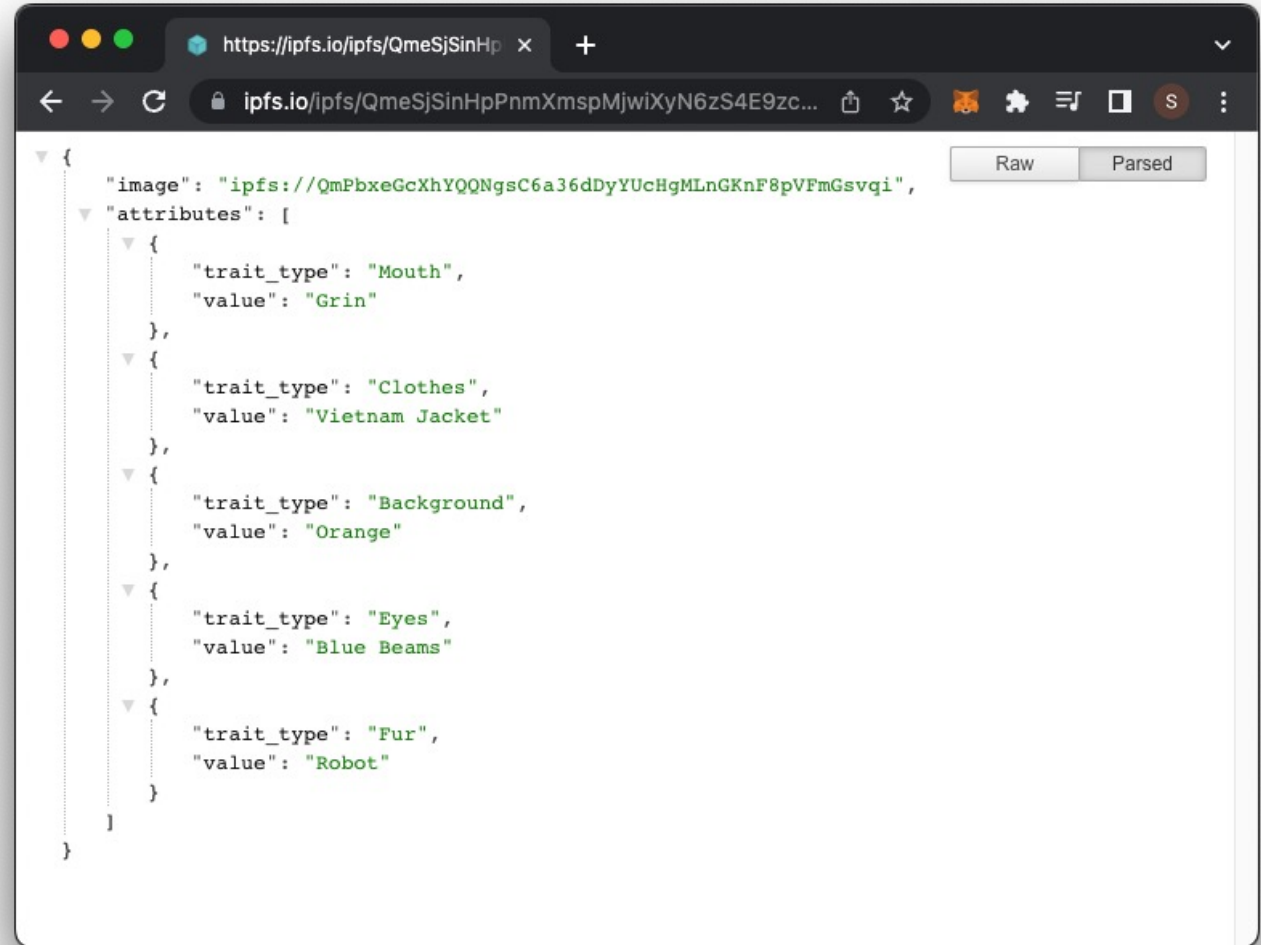 https://ipfs.io/ipfs/QmeSjSinHp
ipfs.io/ipfs/QmeSjSinHpPnmXmspMjwiXyN6zS4E9zc...
S
Raw
Parsed
{
"image": "ipfs://QmPbxeGcXhYQQNgsC6a36dDyYUcHgMLnGKnF8pVFmGsvqi",
"attributes": [
{
"trait_type": "Mouth",
"value": "Grin"
},
{
"trait_type": "Clothes",
"value": "Vietnam Jacket"
},
{
"trait_type": "Background",
"value": "Orange"
},
{
"trait_type": "Eyes",
"value": "Blue Beams"
},
{
"trait_type": "Fur",
"value": "Robot"
}
]
}